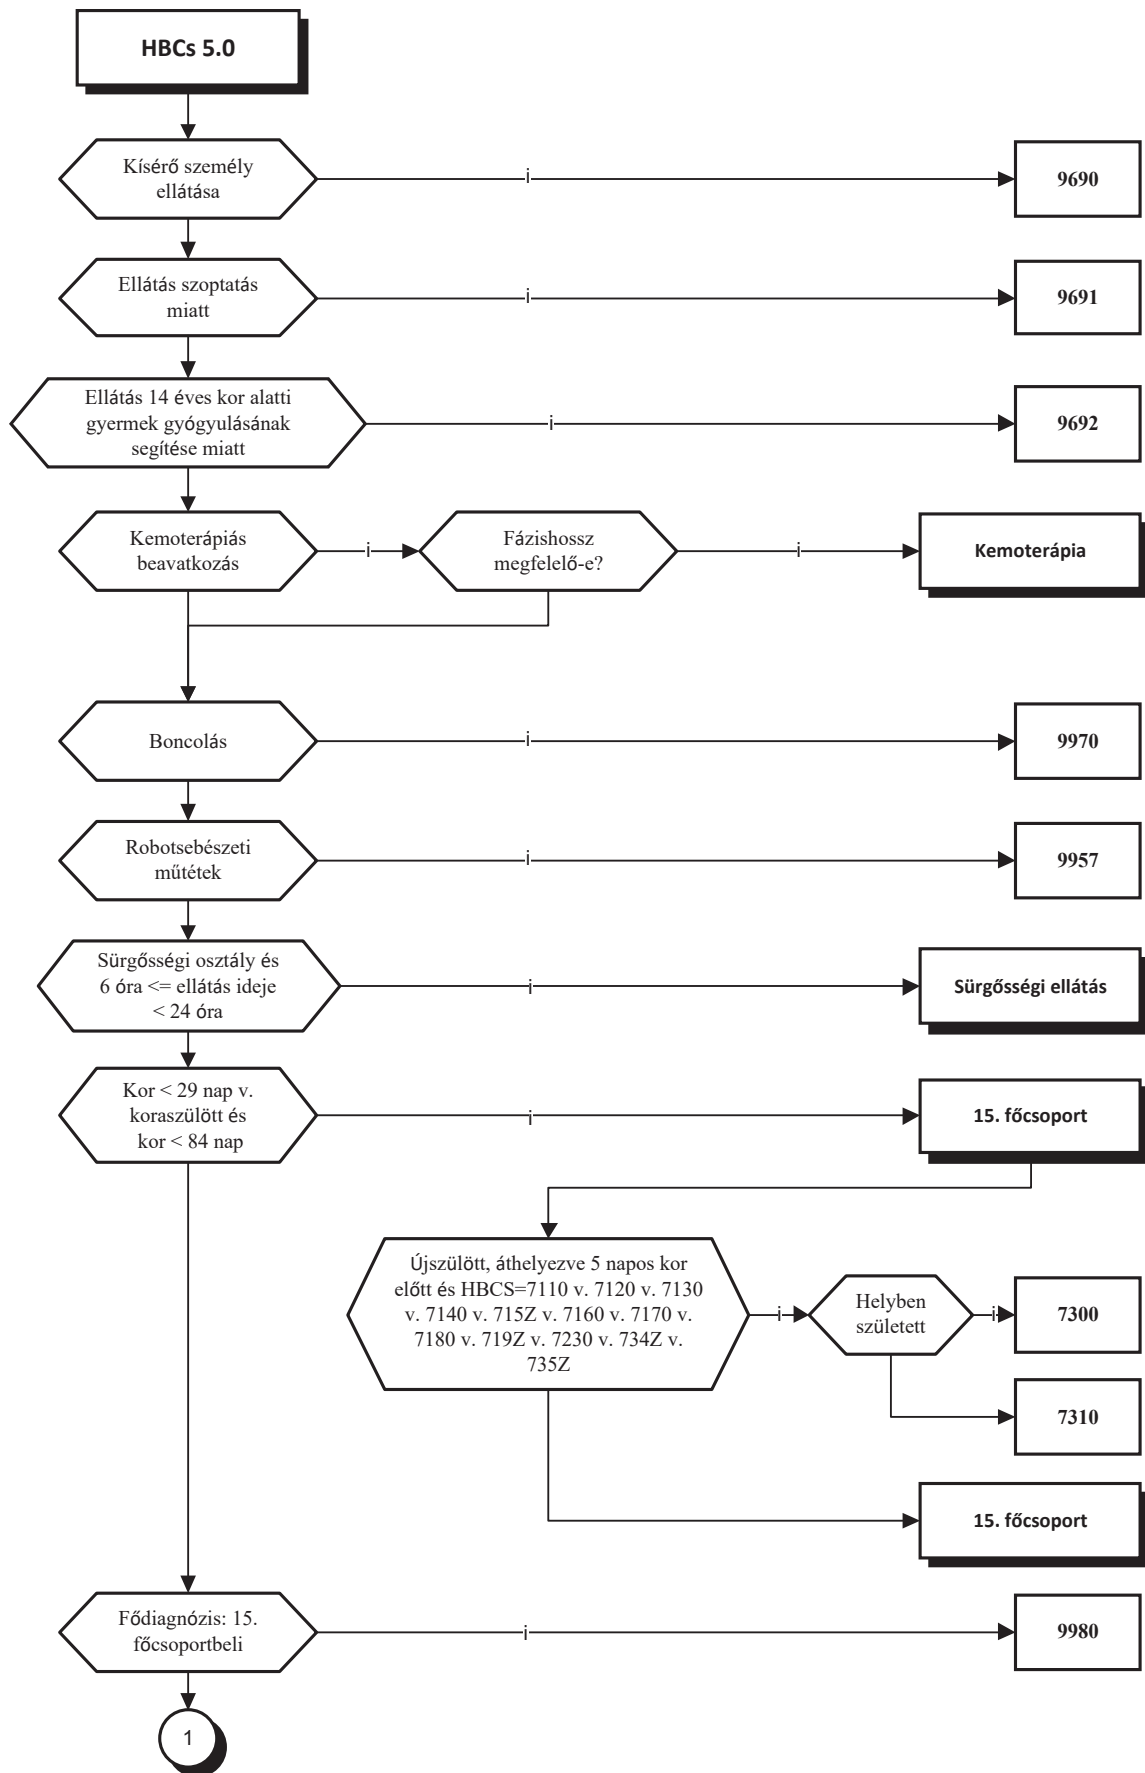 HBCs 5.0
Kísérő személy
ellátása
i
9690
Ellátás szoptatás
miatt
i
9691
Ellátás 14 éves kor alatti
gyermek gyógyulásának
segítése miatt
i
9692
Kemoterápiás
beavatkozás
i
Fázishossz
megfelelő-e?
i
Kemoterápia
Boncolás
i
9970
Robotsebészeti
műtétek
i
9957
Sürgősségi osztály és
6 óra <= ellátás ideje
< 24 óra
i
Sürgősségi ellátás
Kor < 29 nap v.
koraszülött és
kor < 84 nap
i
15. főcsoport
Újszülött, áthelyezve 5 napos kor
előtt és HBCS=7110 v. 7120 v. 7130
v. 7140 v. 715Z v. 7160 v. 7170 v.
7180 v. 719Z v. 7230 v. 734Z v.
735Z
i
Helyben
született
i
7300
7310
15. főcsoport
Fődiagnózis: 15.
főcsoportbeli
i
9980
1